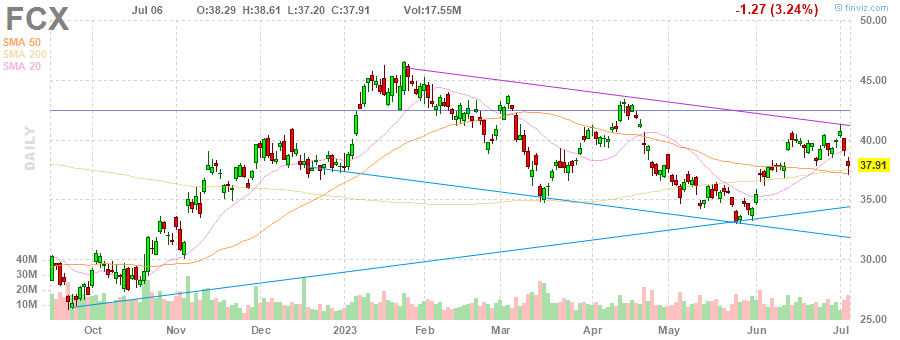 FCX
Jul 06
O:38.29 H:38.61 L:37.20 C:37.91
Vol:17.55M
-1.27 (3.24%)
finviz.com
SMA 50
SMA 200
SMA 20
DAILY
50.00
45.00
40.00
37.91
35.00
30.00
25.00
40M
30M
20M
10M
Oct Nov Dec 2023 Feb Mar Apr May Jun Jul